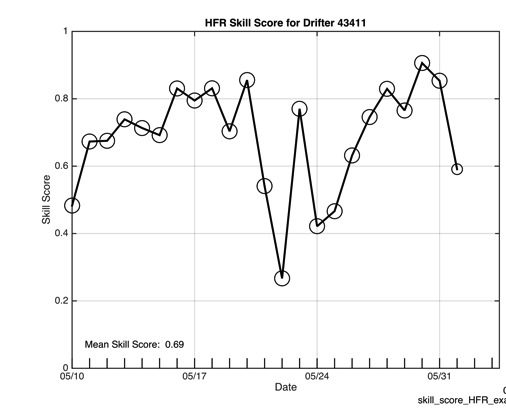 HFR Skill Score for Drifter 43411
1
0.8
0.6
0.4
0.2
0
Skill Score
Mean Skill Score: 0.69
05/10 05/17 05/24 05/31
Date
skill_score_HFR_exa